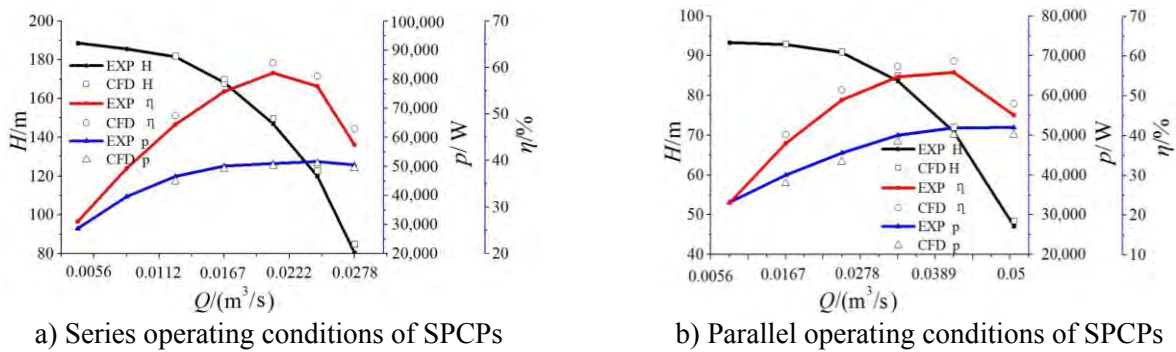 200
180
160
140
120
100
80
H/m
EXP H
CFD H
EXP η
CFD η
EXP p
CFD p
0.0056 0.0112 0.0167 0.0222 0.0278
Q/(m³/s)
100,000
90,000
80,000
70,000
60,000
50,000
40,000
30,000
20,000
p/ W
70
60
50
40
30
20
η/%
a) Series operating conditions of SPCPs
100
90
80
70
60
50
40
H/m
EXP H
CFD H
EXP η
CFD η
EXP p
CFD p
0.0056 0.0167 0.0278 0.0389 0.05
Q/(m³/s)
80,000
70,000
60,000
50,000
40,000
30,000
20,000
p/ W
70
60
50
40
30
20
10
η/%
b) Parallel operating conditions of SPCPs